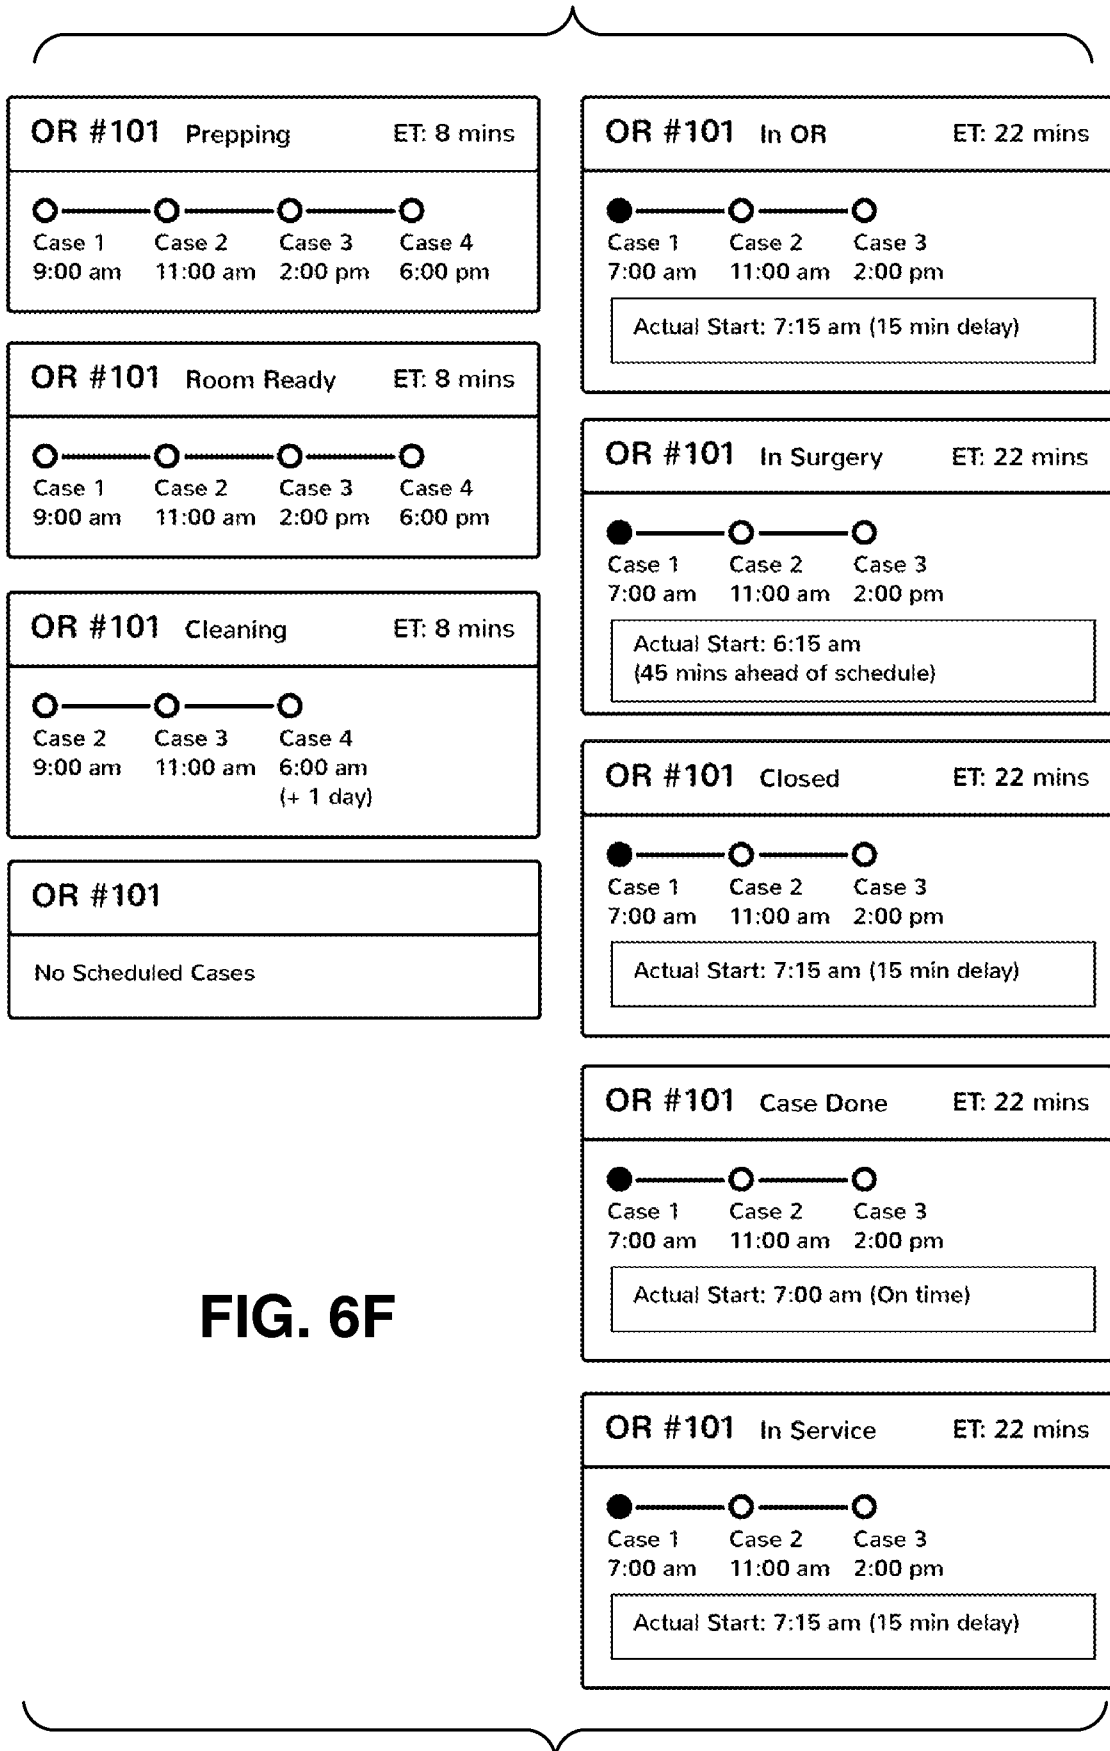 OR #101 Prepping ET: 8 mins
Case 1 Case 2 Case 3 Case 4
9:00 am 11:00 am 2:00 pm 6:00 pm
OR #101 Room Ready ET: 8 mins
Case 1 Case 2 Case 3 Case 4
9:00 am 11:00 am 2:00 pm 6:00 pm
OR #101 Cleaning ET: 8 mins
Case 2 Case 3 Case 4
9:00 am 11:00 am 6:00 am
(+ 1 day)
OR #101
No Scheduled Cases
OR #101 In OR ET: 22 mins
Case 1 Case 2 Case 3
7:00 am 11:00 am 2:00 pm
Actual Start: 7:15 am (15 min delay)
OR #101 In Surgery ET: 22 mins
Case 1 Case 2 Case 3
7:00 am 11:00 am 2:00 pm
Actual Start: 6:15 am
(45 mins ahead of schedule)
OR #101 Closed ET: 22 mins
Case 1 Case 2 Case 3
7:00 am 11:00 am 2:00 pm
Actual Start: 7:15 am (15 min delay)
OR #101 Case Done ET: 22 mins
Case 1 Case 2 Case 3
7:00 am 11:00 am 2:00 pm
Actual Start: 7:00 am (On time)
OR #101 In Service ET: 22 mins
Case 1 Case 2 Case 3
7:00 am 11:00 am 2:00 pm
Actual Start: 7:15 am (15 min delay)
FIG. 6F